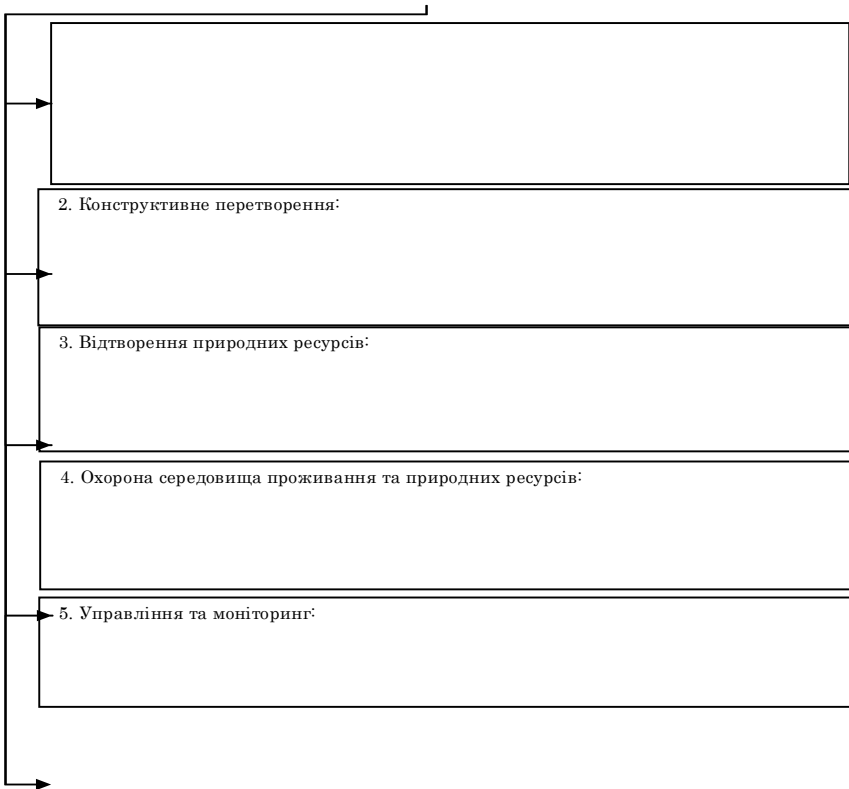 2. Конструктивне перетворення:
3. Відтворення природних ресурсів:
4. Охорона середовища проживання та природних ресурсів:
5. Управління та моніторинг: